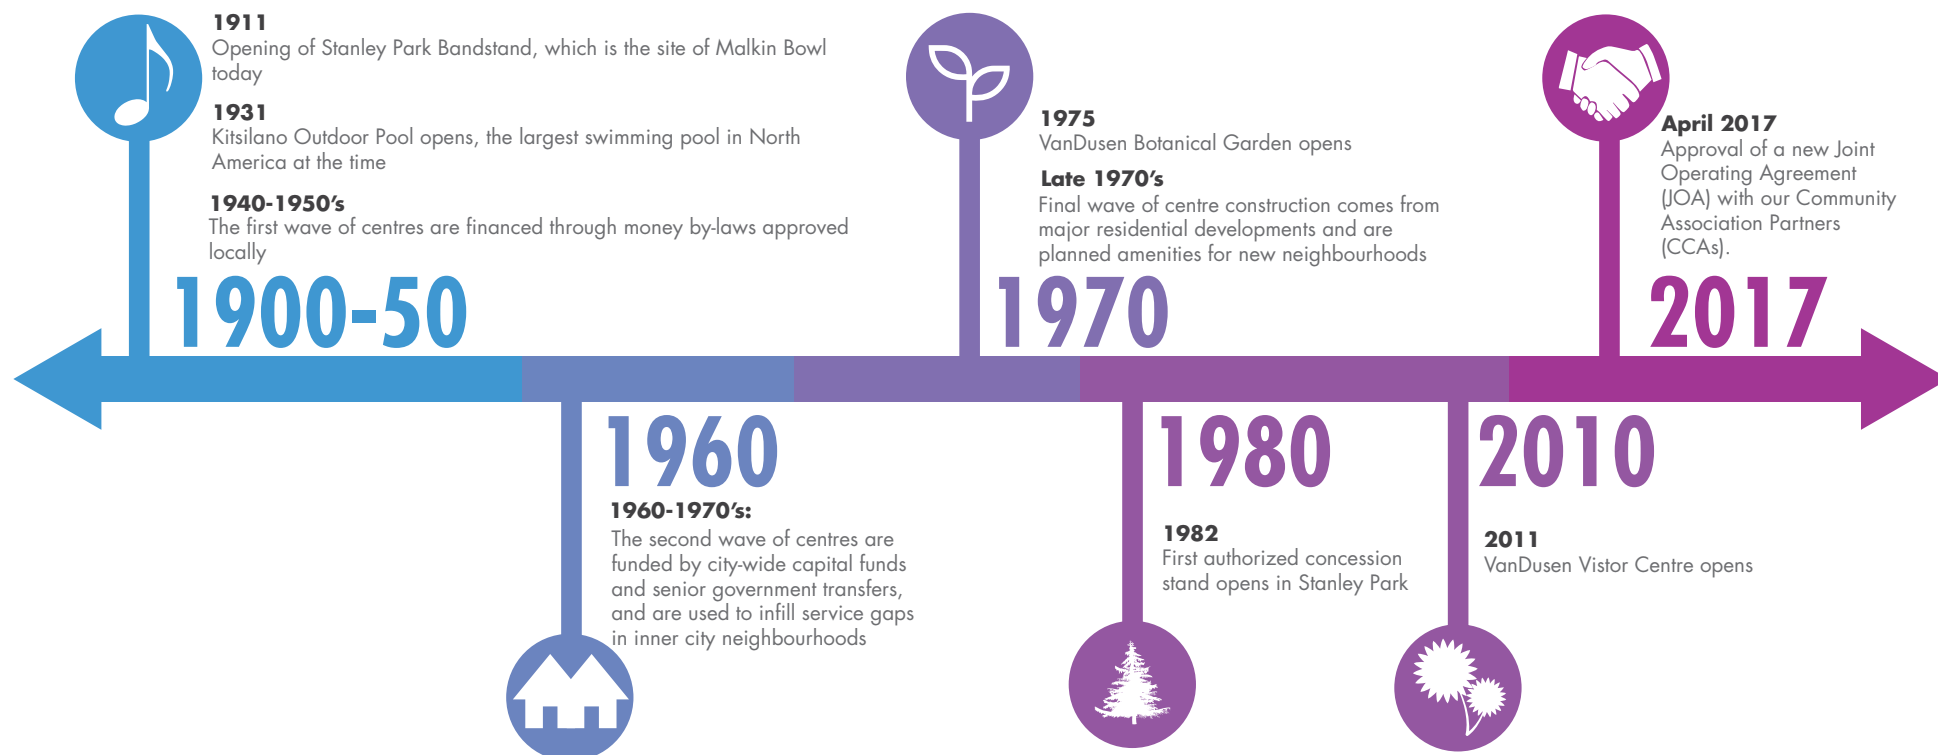 1911
Opening of Stanley Park Bandstand, which is the site of Malkin Bowl
today
1931
Kitsilano Outdoor Pool opens, the largest swimming pool in North
America at the time
1940-1950's
The first wave of centres are financed through money by-laws approved
locally
1900-50
1960
1960-1970's:
The second wave of centres are
funded by city-wide capital funds
and senior government transfers,
and are used to infill service gaps
in inner city neighbourhoods
1975
VanDusen Botanical Garden opens
Late 1970's
Final wave of centre construction comes from
major residential developments and are
planned amenities for new neighbourhoods
1970
1980
1982
First authorized concession
stand opens in Stanley Park
2010
2011
VanDusen Vistor Centre opens
April 2017
Approval of a new Joint
Operating Agreement
(JOA) with our Community
Association Partners
(CCAs).
2017